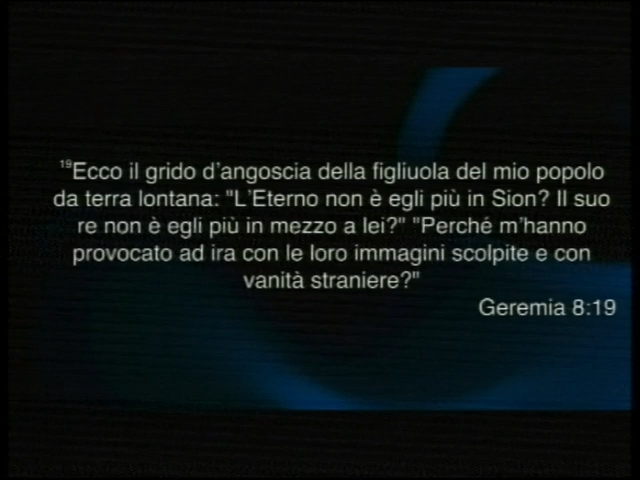 19Ecco il grido d'angoscia della figliuola del mio popolo
da terra lontana: "L'Eterno non è egli più in Sion? Il suo
re non è egli più in mezzo a lei?" "Perché m'hanno
provocato ad ira con le loro immagini scolpite e con
vanità straniere?"
Geremia 8:19